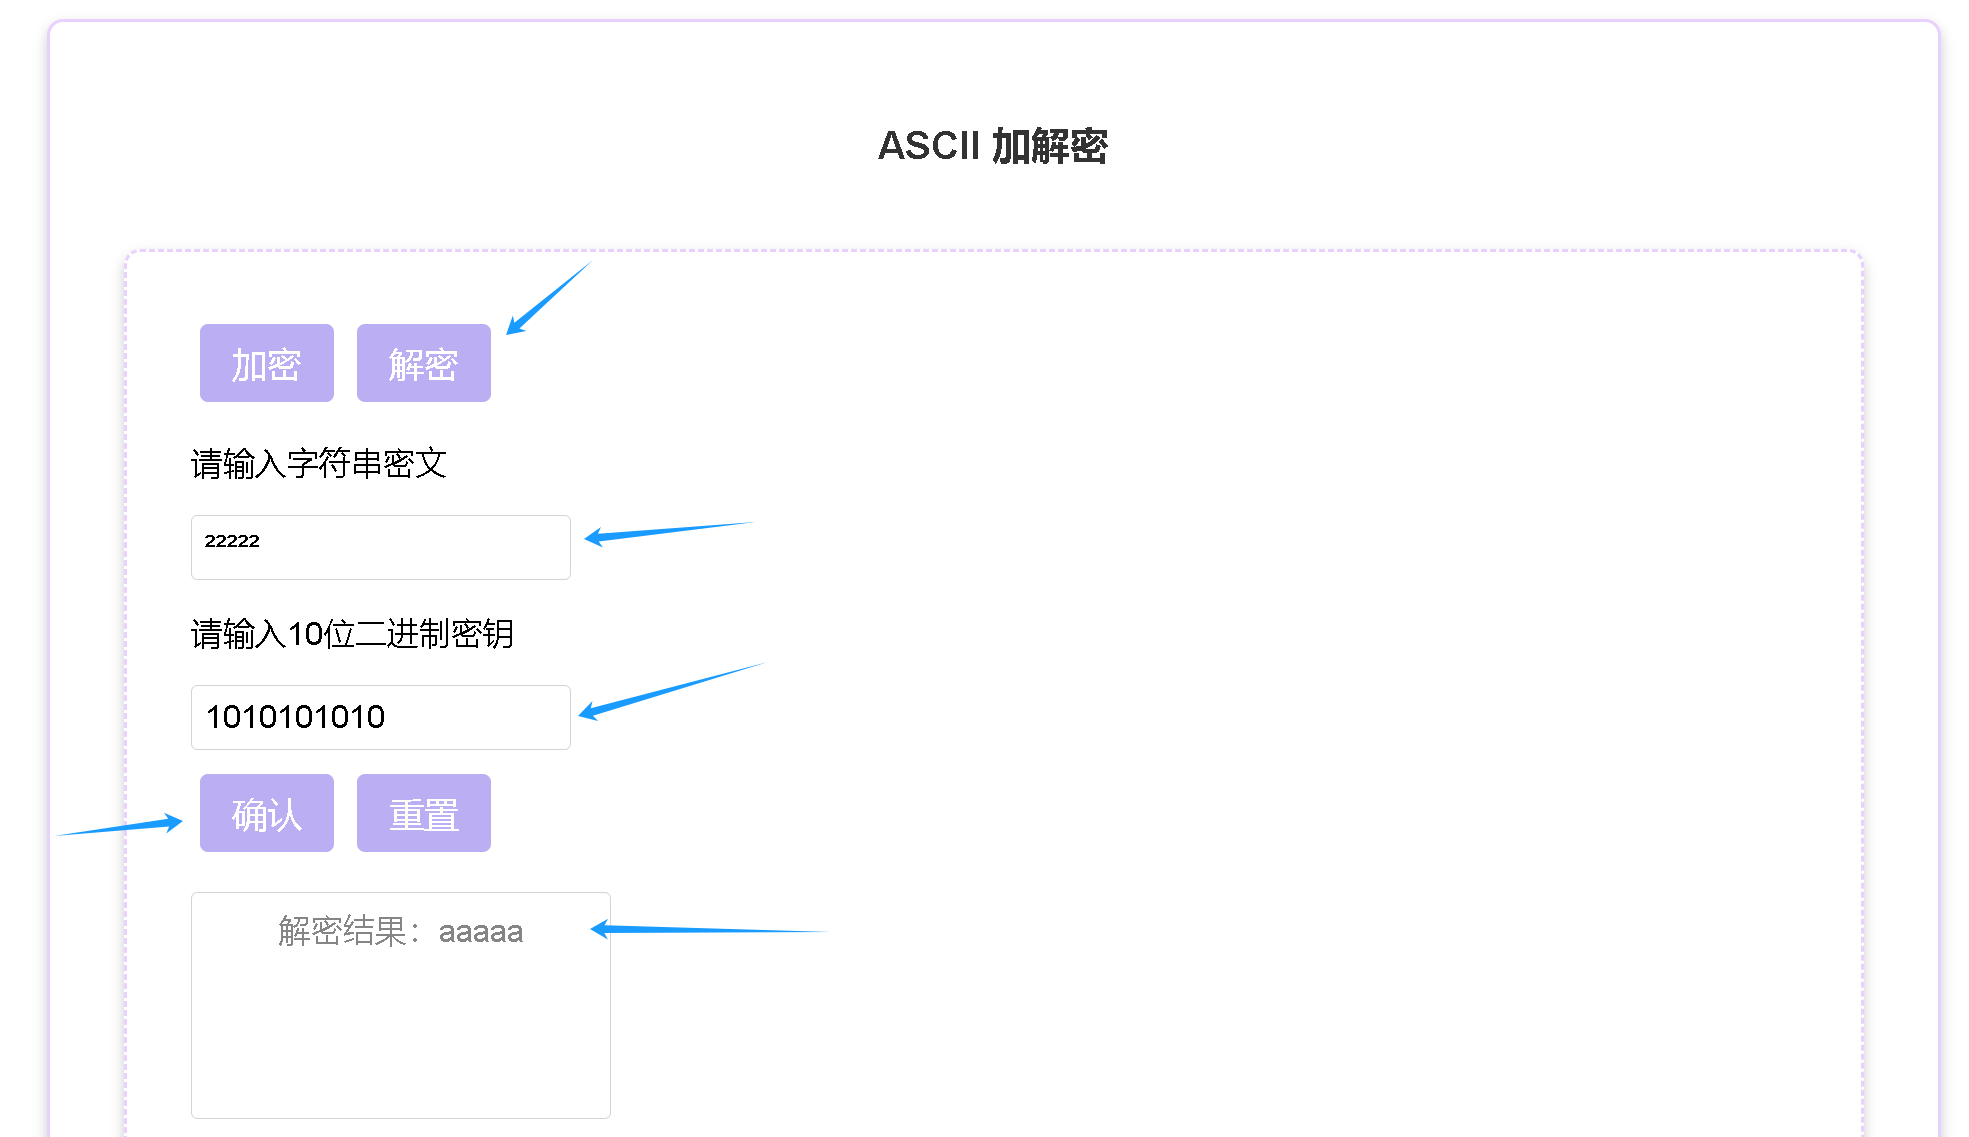 ASCII 加解密
加密 解密
请输入字符串密文
²²²²²
请输入10位二进制密钥
1010101010
确认 重置
解密结果：aaaaa